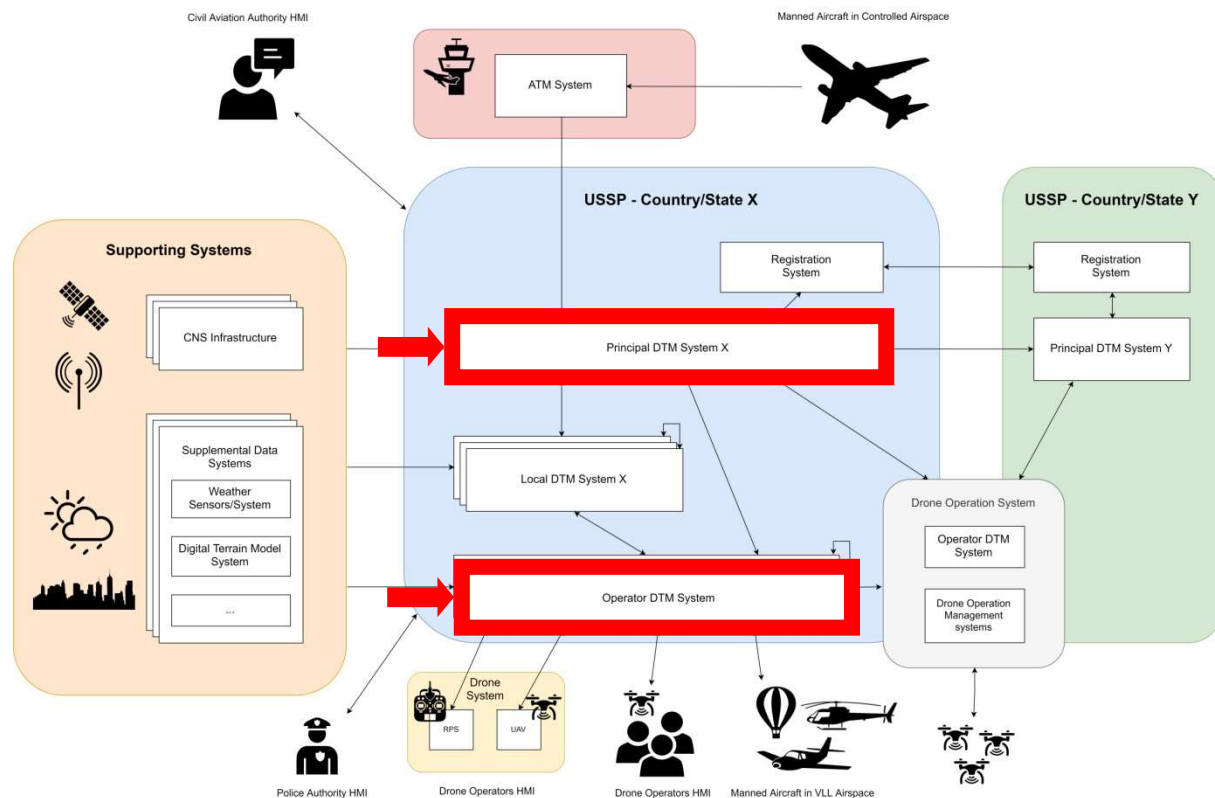 Civil Aviation Authority HMI
Manned Aircraft in Controlled Airspace
ATM System
USSP - Country/State X
USSP - Country/State Y
Supporting Systems
Registration
System
Registration
System
CNS Infrastructure
Principal DTM System X
Principal DTM System Y
Supplemental Data
Systems
Weather
Sensors/System
Digital Terrain Model
System
...
Local DTM System X
Drone Operation System
Operator DTM
System
Drone Operation
Management
systems
Operator DTM System
Drone
System
RPS
UAV
Police Authority HMI
Drone Operators HMI
Drone Operators HMI
Manned Aircraft in VLL Airspace